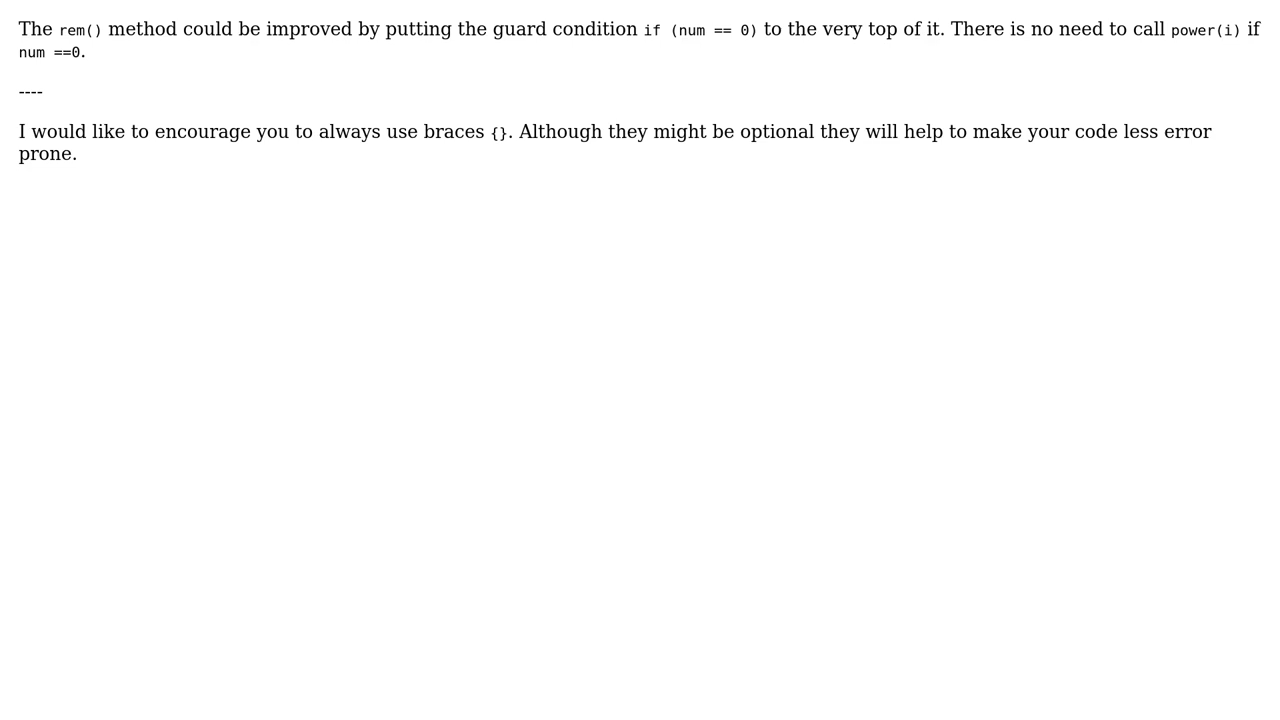 The rem() method could be improved by putting the guard condition if (num == 0) to the very top of it. There is no need to call power(i) if
num ==0.
----
I would like to encourage you to always use braces {}. Although they might be optional they will help to make your code less error
prone.